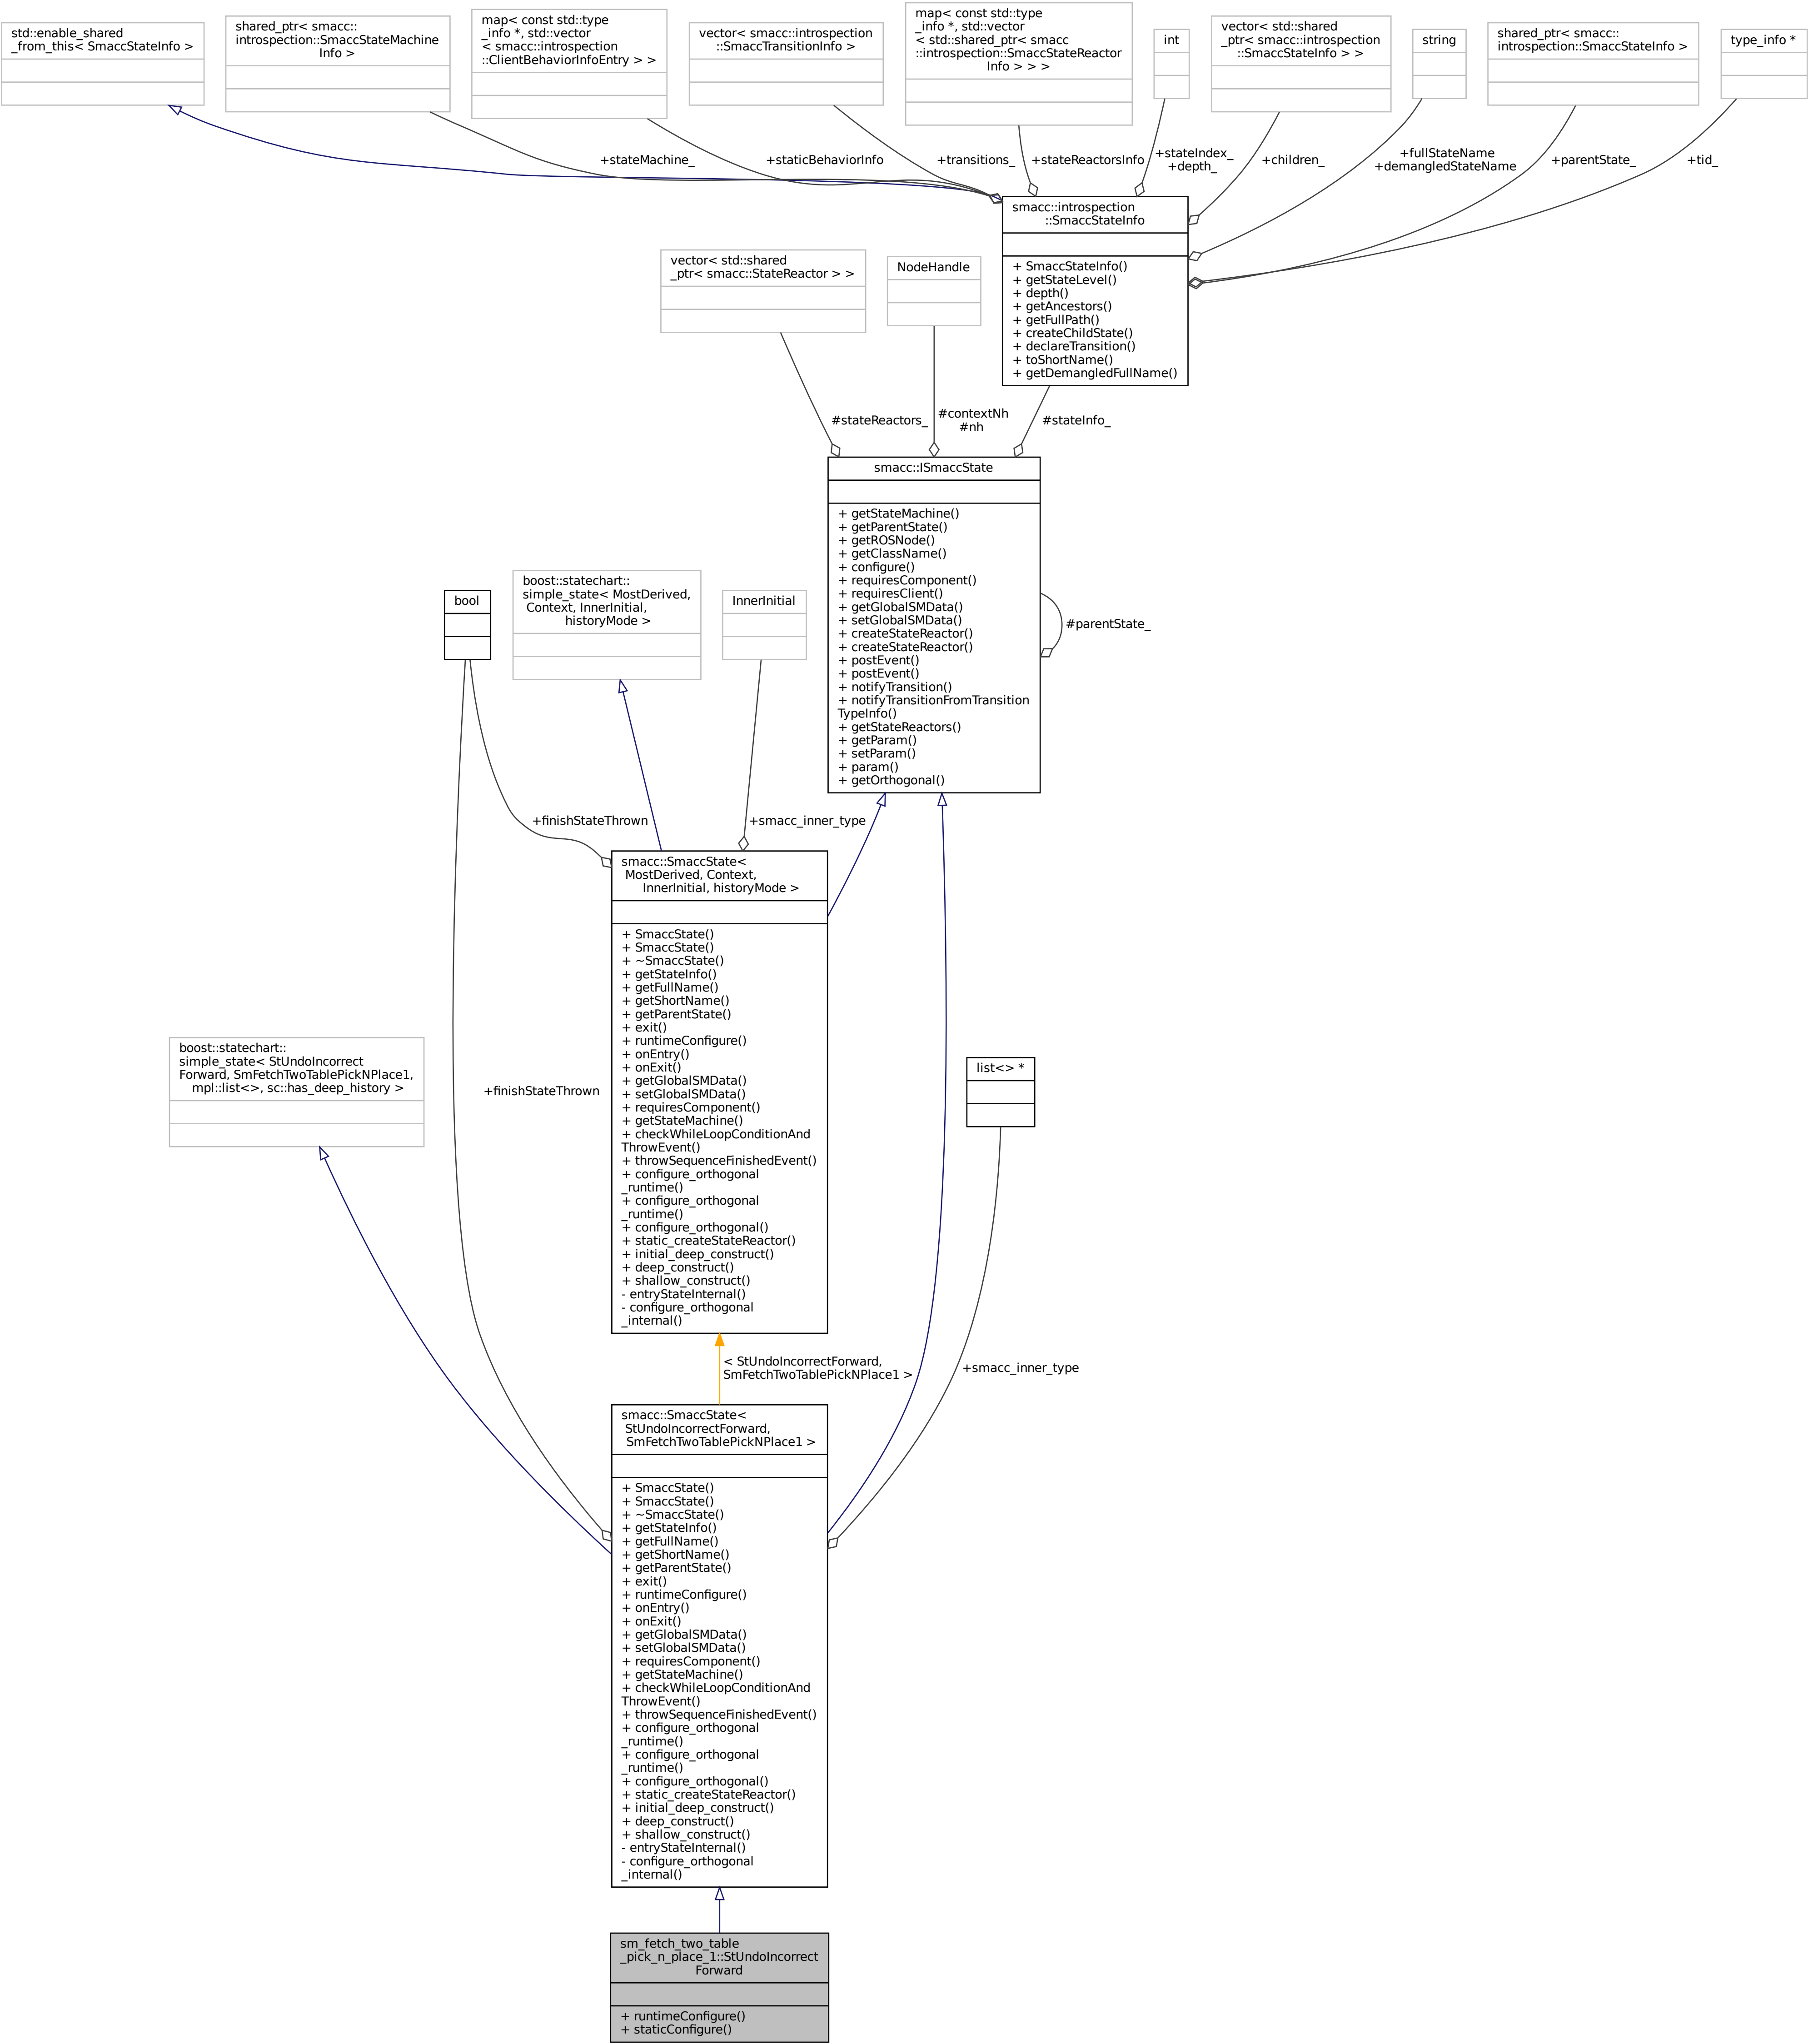 std::enable_shared
_from_this< SmaccStateInfo >
shared_ptr< smacc::
introspection::SmaccStateMachine
Info >
map< const std::type
_info *, std::vector
< smacc::introspection
::ClientBehaviorInfoEntry > >
vector< smacc::introspection
::SmaccTransitionInfo >
map< const std::type
_info *, std::vector
< std::shared_ptr< smacc
::introspection::SmaccStateReactor
Info > > >
int
vector< std::shared
_ptr< smacc::introspection
::SmaccStateInfo > >
string
shared_ptr< smacc::
introspection::SmaccStateInfo >
type_info *
+stateMachine_
+staticBehaviorInfo
+transitions_
+stateReactorsInfo
+stateIndex_
+depth_
+children_
+fullStateName
+demangledStateName
+parentState_
+tid_
smacc::introspection
::SmaccStateInfo
+ SmaccStateInfo()
+ getStateLevel()
+ depth()
+ getAncestors()
+ getFullPath()
+ createChildState()
+ declareTransition()
+ toShortName()
+ getDemangledFullName()
vector< std::shared
_ptr< smacc::StateReactor > >
NodeHandle
#stateReactors_
#contextNh
#nh
#stateInfo_
smacc::ISmaccState
+ getStateMachine()
+ getParentState()
+ getROSNode()
+ getClassName()
+ configure()
+ requiresComponent()
+ requiresClient()
+ getGlobalSMData()
+ setGlobalSMData()
+ createStateReactor()
+ createStateReactor()
+ postEvent()
+ postEvent()
+ notifyTransition()
+ notifyTransitionFromTransition
TypeInfo()
+ getStateReactors()
+ getParam()
+ setParam()
+ param()
+ getOrthogonal()
#parentState_
bool
boost::statechart::
simple_state< MostDerived,
Context, InnerInitial,
historyMode >
InnerInitial
+finishStateThrown
+smacc_inner_type
smacc::SmaccState<
MostDerived, Context,
InnerInitial, historyMode >
+ SmaccState()
+ SmaccState()
+ ~SmaccState()
+ getStateInfo()
+ getFullName()
+ getShortName()
+ getParentState()
+ exit()
+ runtimeConfigure()
+ onEntry()
+ onExit()
+ getGlobalSMData()
+ setGlobalSMData()
+ requiresComponent()
+ getStateMachine()
+ checkWhileLoopConditionAnd
ThrowEvent()
+ throwSequenceFinishedEvent()
+ configure_orthogonal
_runtime()
+ configure_orthogonal
_runtime()
+ configure_orthogonal()
+ static_createStateReactor()
+ initial_deep_construct()
+ deep_construct()
+ shallow_construct()
- entryStateInternal()
- configure_orthogonal
_internal()
boost::statechart::
simple_state< StUndoIncorrect
Forward, SmFetchTwoTablePickNPlace1,
mpl::list<>, sc::has_deep_history >
+finishStateThrown
list<> *
< StUndoIncorrectForward,
SmFetchTwoTablePickNPlace1 >
+smacc_inner_type
smacc::SmaccState<
StUndoIncorrectForward,
SmFetchTwoTablePickNPlace1 >
+ SmaccState()
+ SmaccState()
+ ~SmaccState()
+ getStateInfo()
+ getFullName()
+ getShortName()
+ getParentState()
+ exit()
+ runtimeConfigure()
+ onEntry()
+ onExit()
+ getGlobalSMData()
+ setGlobalSMData()
+ requiresComponent()
+ getStateMachine()
+ checkWhileLoopConditionAnd
ThrowEvent()
+ throwSequenceFinishedEvent()
+ configure_orthogonal
_runtime()
+ configure_orthogonal
_runtime()
+ configure_orthogonal()
+ static_createStateReactor()
+ initial_deep_construct()
+ deep_construct()
+ shallow_construct()
- entryStateInternal()
- configure_orthogonal
_internal()
sm_fetch_two_table
_pick_n_place_1::StUndoIncorrect
Forward
+ runtimeConfigure()
+ staticConfigure()